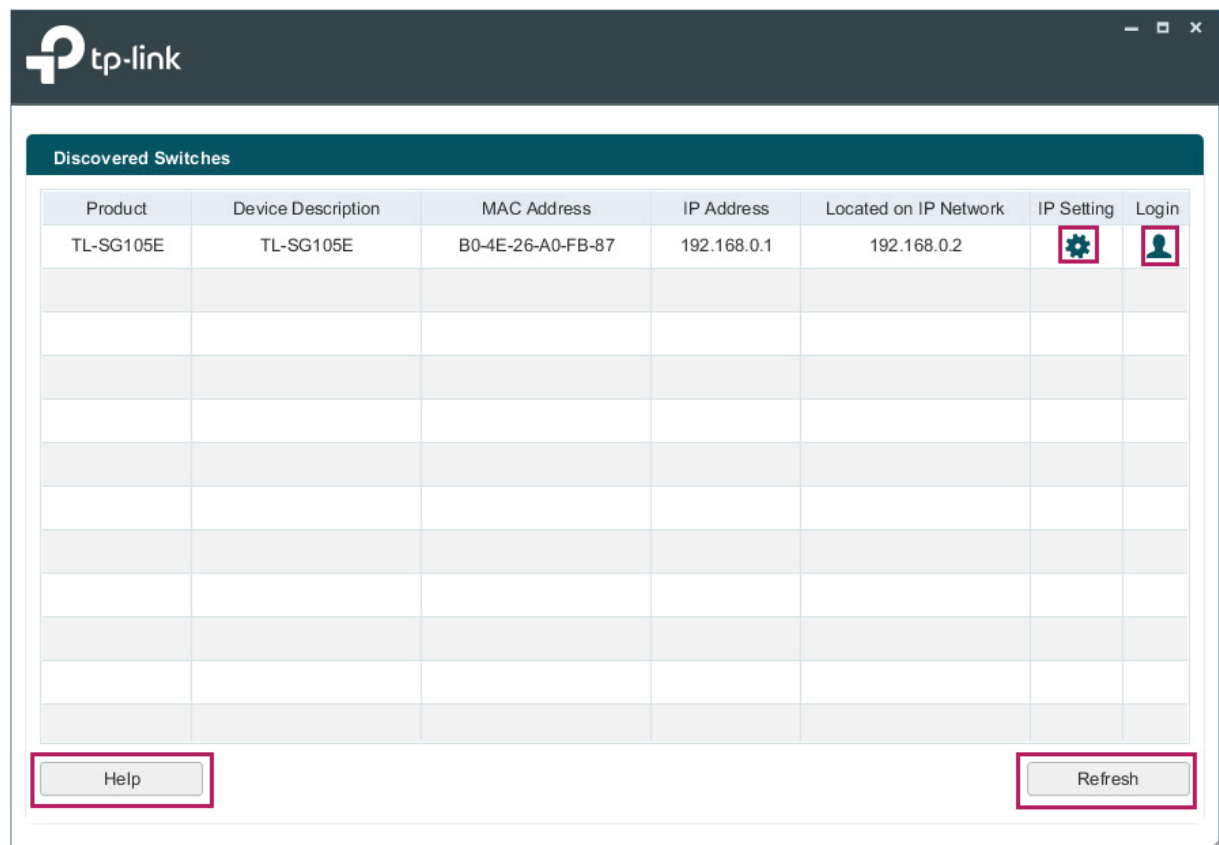 tp-link
Discovered Switches
Product Device Description MAC Address IP Address Located on IP Network IP Setting Login
TL-SG105E TL-SG105E B0-4E-26-A0-FB-87 192.168.0.1 192.168.0.2
Help Refresh